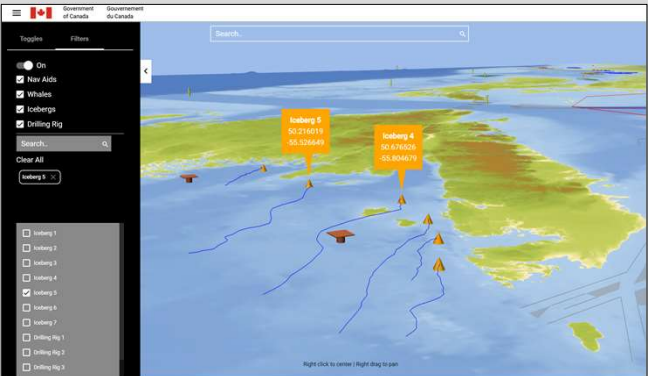 Government
of Canada
Gouvernement
du Canada
Toggles
Filters
On
Nav Aids
Whales
Icebergs
Drilling Rig
Search..
Clear All
Iceberg 5
Iceberg 1
Iceberg 2
Iceberg 3
Iceberg 4
Iceberg 5
Iceberg 6
Iceberg 7
Drilling Rig 1
Drilling Rig 2
Drilling Rig 3
Search..
Iceberg 5
50.216019
-55.526649
Iceberg 4
50.676526
-55.804679
Right click to center | Right drag to pan